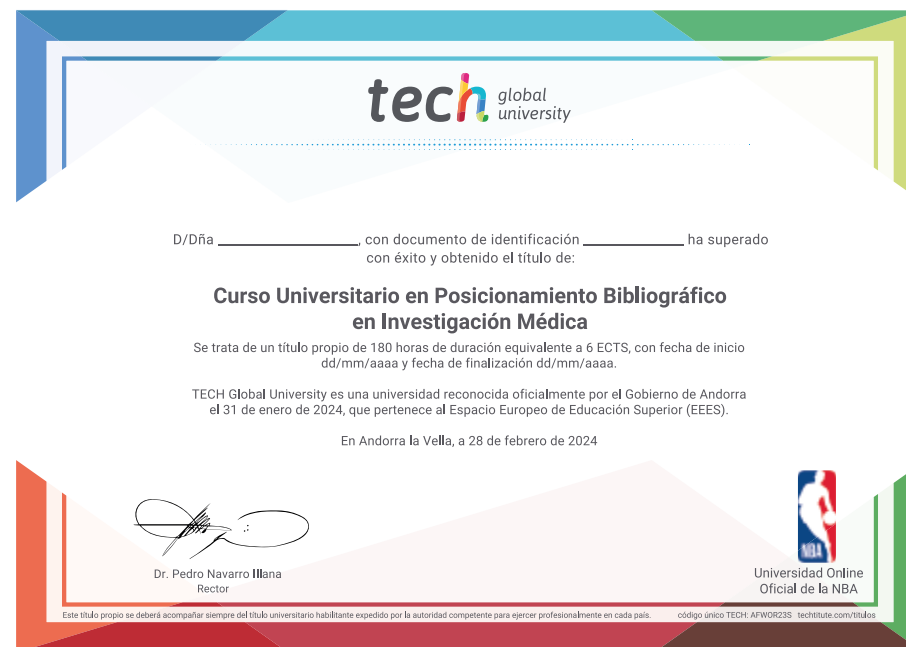 tech global university
D/Dña ____________, con documento de identificación ____________ ha superado
con éxito y obtenido el título de:
Curso Universitario en Posicionamiento Bibliográfico
en Investigación Médica
Se trata de un título propio de 180 horas de duración equivalente a 6 ECTS, con fecha de inicio
dd/mm/aaaa y fecha de finalización dd/mm/aaaa.
TECH Global University es una universidad reconocida oficialmente por el Gobierno de Andorra
el 31 de enero de 2024, que pertenece al Espacio Europeo de Educación Superior (EEES).
En Andorra la Vella, a 28 de febrero de 2024
Dr. Pedro Navarro Illana
Rector
NBA
Universidad Online
Oficial de la NBA
Este título propio se deberá acompañar siempre del título universitario habilitante expedido por la autoridad competente para ejercer profesionalmente en cada país.
código único TECH: AFWOR23S techtitute.com/titulos